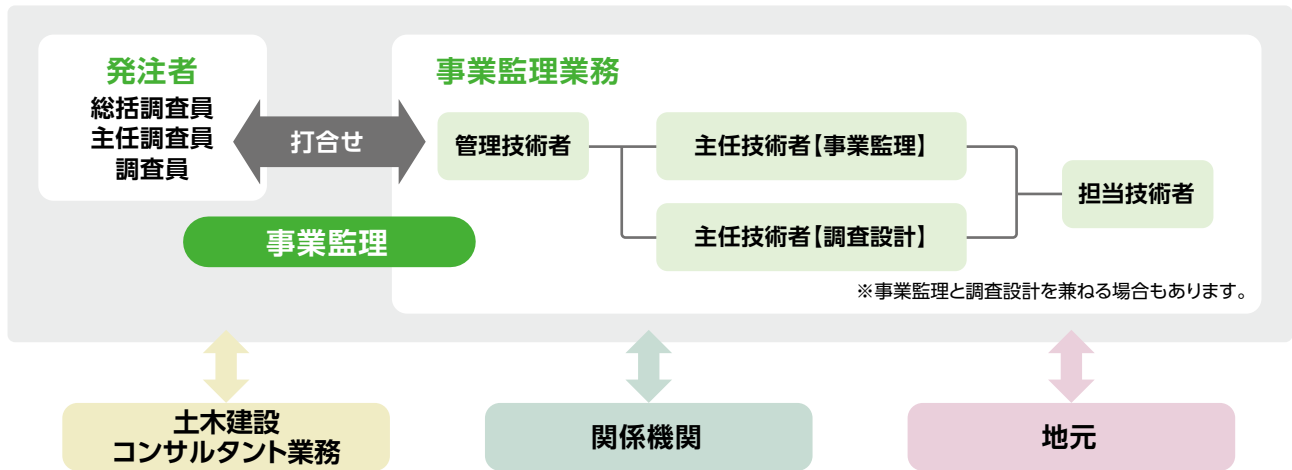 発注者
総括調査員
主任調査員
調査員
打合せ
事業監理
事業監理業務
管理技術者
主任技術者【事業監理】
主任技術者【調査設計】
担当技術者
※事業監理と調査設計を兼ねる場合もあります。
土木建設
コンサルタント業務
関係機関
地元